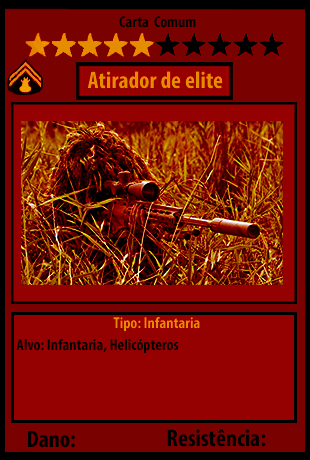 Carta Comum
Atirador de elite
Tipo: Infantaria
Alvo: Infantaria, Helicópteros
Dano:
Resistência: